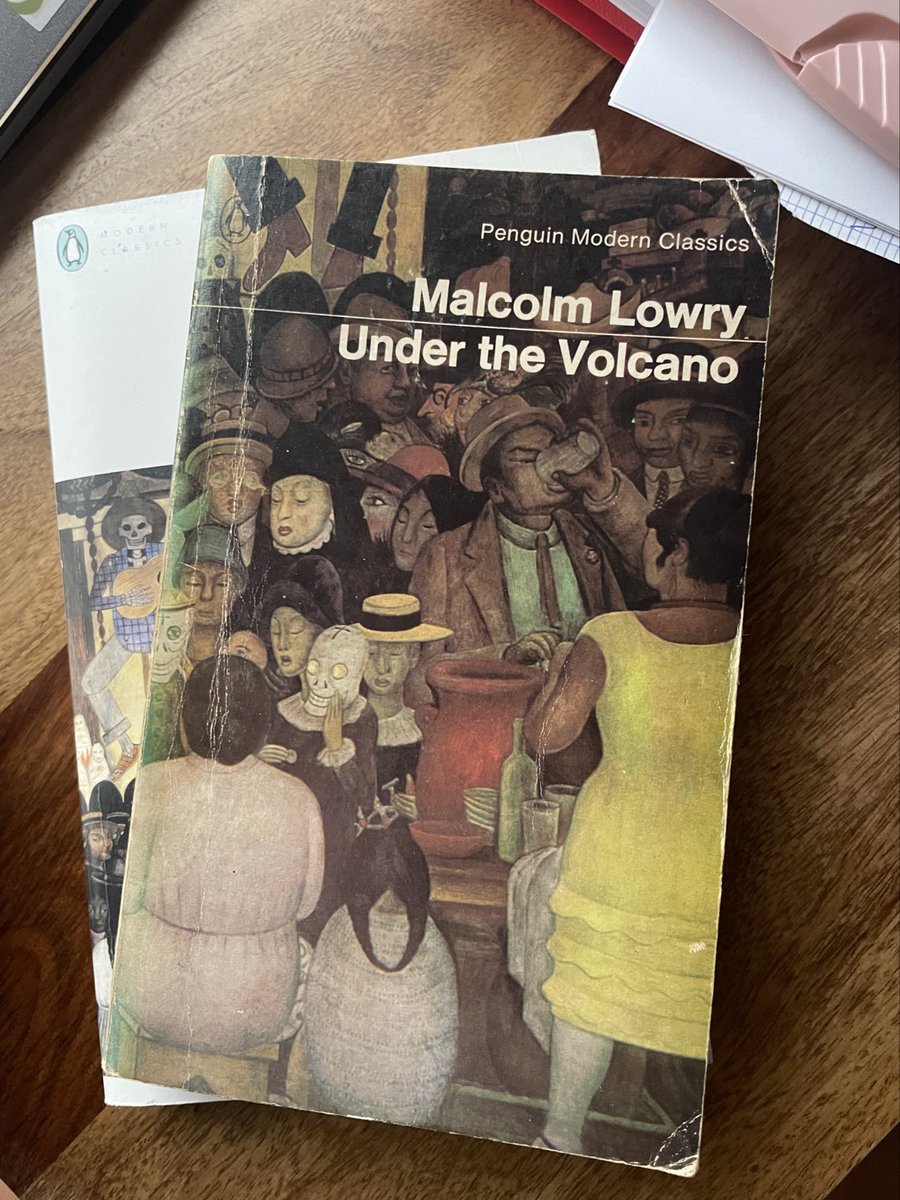 Penguin Modern Classics
Malcolm Lowry
Under the Volcano
MODERN
CLASSICS